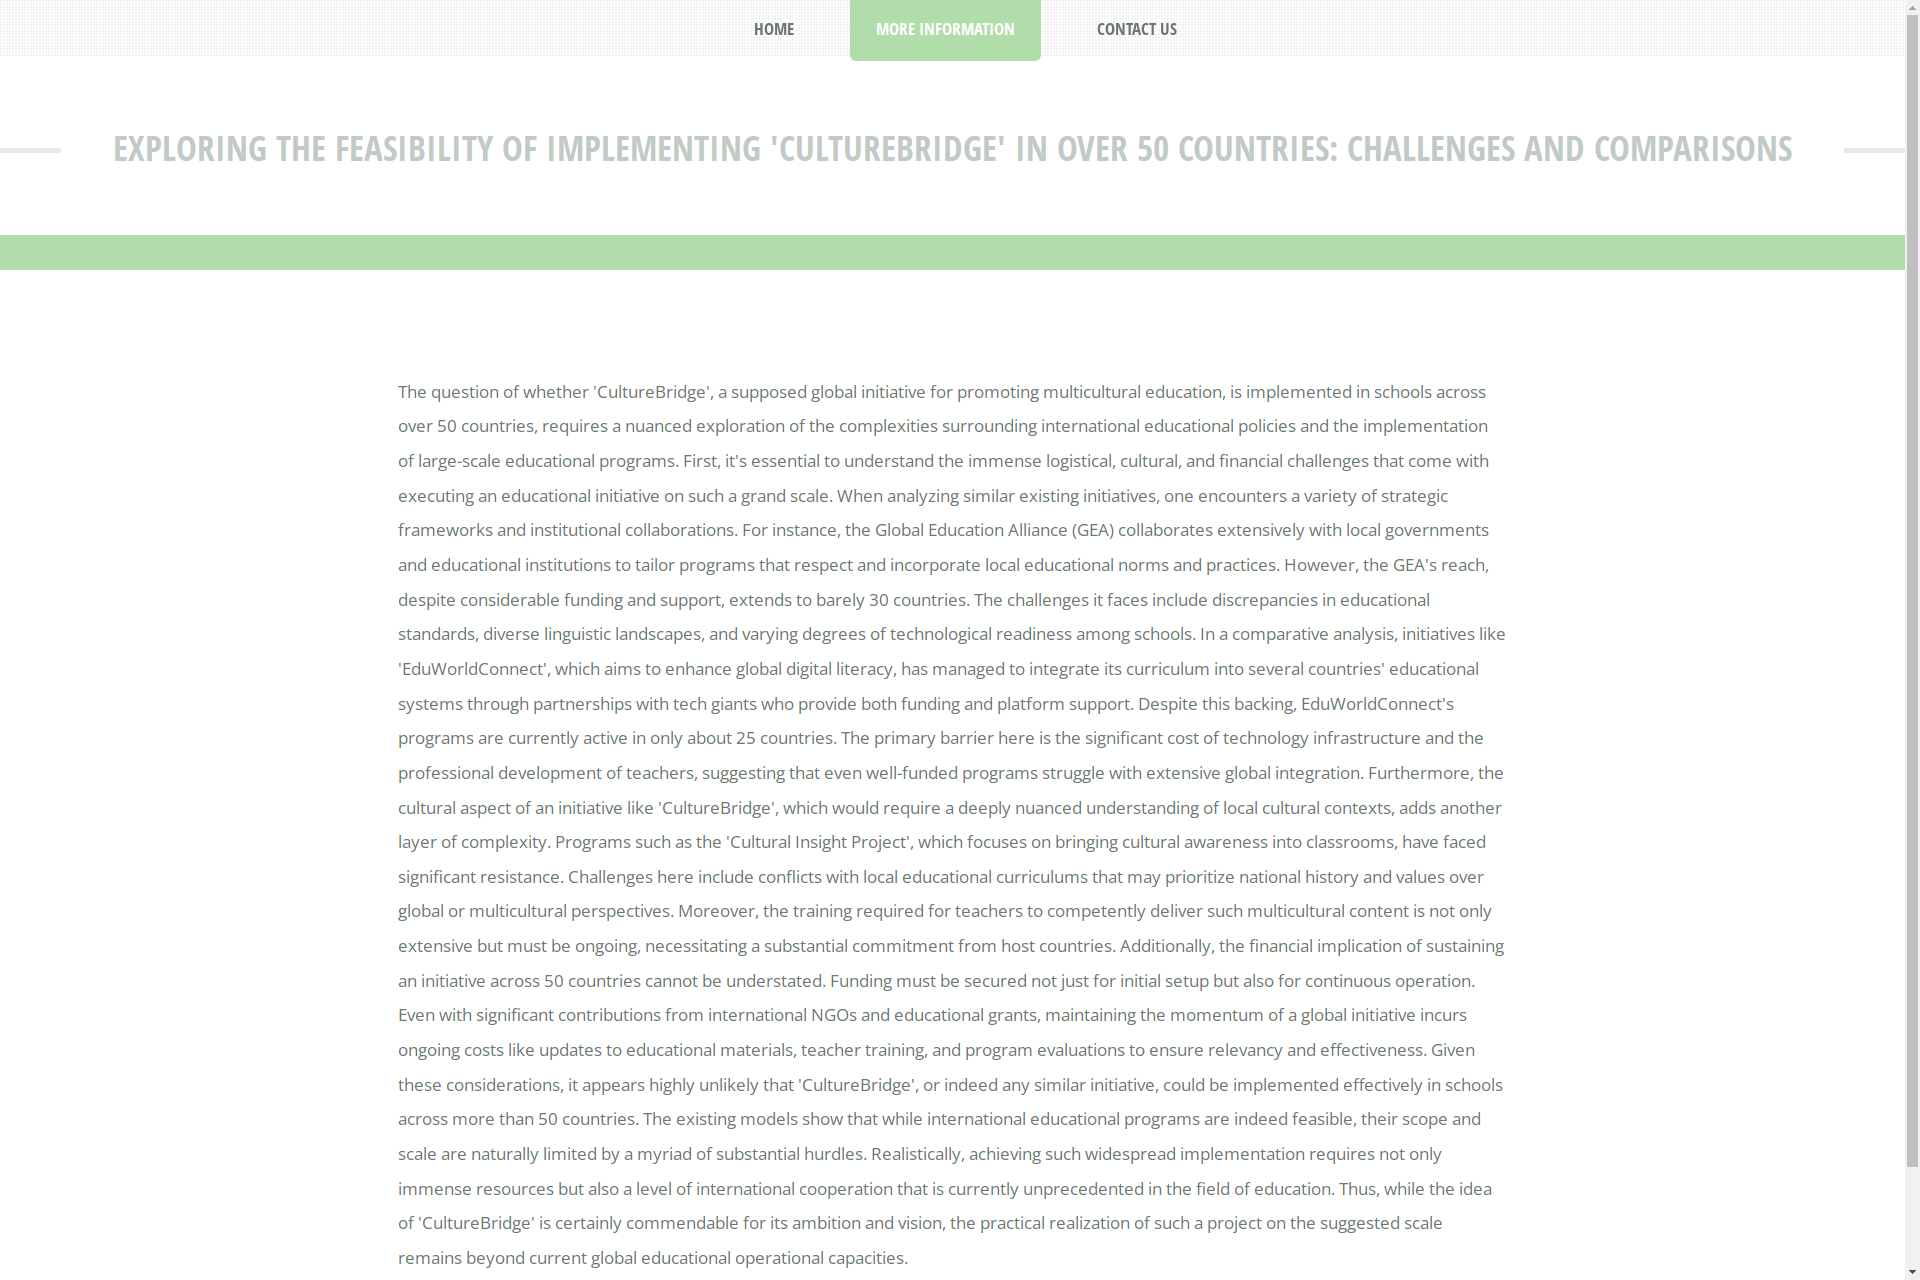 HOME
MORE INFORMATION
CONTACT US
EXPLORING THE FEASIBILITY OF IMPLEMENTING 'CULTUREBRIDGE' IN OVER 50 COUNTRIES: CHALLENGES AND COMPARISONS
The question of whether 'CultureBridge', a supposed global initiative for promoting multicultural education, is implemented in schools across
over 50 countries, requires a nuanced exploration of the complexities surrounding international educational policies and the implementation
of large-scale educational programs. First, it's essential to understand the immense logistical, cultural, and financial challenges that come with
executing an educational initiative on such a grand scale. When analyzing similar existing initiatives, one encounters a variety of strategic
frameworks and institutional collaborations. For instance, the Global Education Alliance (GEA) collaborates extensively with local governments
and educational institutions to tailor programs that respect and incorporate local educational norms and practices. However, the GEA's reach,
despite considerable funding and support, extends to barely 30 countries. The challenges it faces include discrepancies in educational
standards, diverse linguistic landscapes, and varying degrees of technological readiness among schools. In a comparative analysis, initiatives like
'EduWorldConnect', which aims to enhance global digital literacy, has managed to integrate its curriculum into several countries' educational
systems through partnerships with tech giants who provide both funding and platform support. Despite this backing, EduWorldConnect's
programs are currently active in only about 25 countries. The primary barrier here is the significant cost of technology infrastructure and the
professional development of teachers, suggesting that even well-funded programs struggle with extensive global integration. Furthermore, the
cultural aspect of an initiative like 'CultureBridge', which would require a deeply nuanced understanding of local cultural contexts, adds another
layer of complexity. Programs such as the 'Cultural Insight Project', which focuses on bringing cultural awareness into classrooms, have faced
significant resistance. Challenges here include conflicts with local educational curriculums that may prioritize national history and values over
global or multicultural perspectives. Moreover, the training required for teachers to competently deliver such multicultural content is not only
extensive but must be ongoing, necessitating a substantial commitment from host countries. Additionally, the financial implication of sustaining
an initiative across 50 countries cannot be understated. Funding must be secured not just for initial setup but also for continuous operation.
Even with significant contributions from international NGOs and educational grants, maintaining the momentum of a global initiative incurs
ongoing costs like updates to educational materials, teacher training, and program evaluations to ensure relevancy and effectiveness. Given
these considerations, it appears highly unlikely that 'CultureBridge', or indeed any similar initiative, could be implemented effectively in schools
across more than 50 countries. The existing models show that while international educational programs are indeed feasible, their scope and
scale are naturally limited by a myriad of substantial hurdles. Realistically, achieving such widespread implementation requires not only
immense resources but also a level of international cooperation that is currently unprecedented in the field of education. Thus, while the idea
of 'CultureBridge' is certainly commendable for its ambition and vision, the practical realization of such a project on the suggested scale
remains beyond current global educational operational capacities.